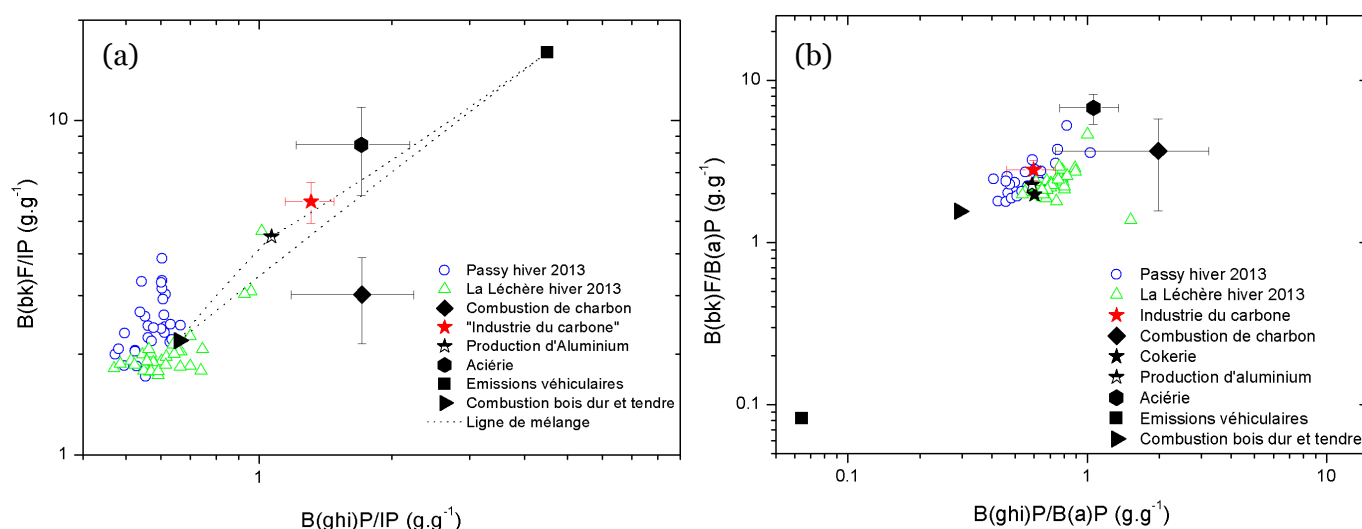 (a)
10
1
B(bk)F/IP (g.g-1)
Passy hiver 2013
La Léchère hiver 2013
Combustion de charbon
"Industrie du carbone"
Production d'Aluminium
Aciérie
Emissions véhiculaires
Combustion bois dur et tendre
Ligne de mélange
1
B(ghi)P/IP (g.g-1)
(b)
10
1
0.1
B(bk)F/B(a)P (g.g-1)
Passy hiver 2013
La Léchère hiver 2013
Industrie du carbone
Combustion de charbon
Cokerie
Production d'aluminium
Aciérie
Emissions véhiculaires
Combustion bois dur et tendre
0.1
1
10
B(ghi)P/B(a)P (g.g-1)